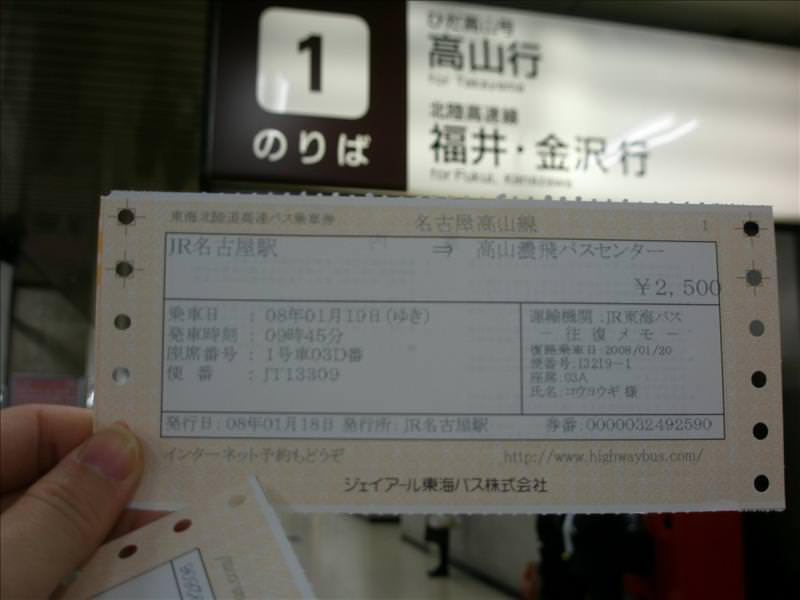 1
のりば
ひだ高山号
高山行
für Takayama
北陸高速線
福井・金沢行
für Fukui, Kanazawa
東海北陸道高速バス乗車券 名古屋高山線 1
JR名古屋駅 ⇒ 高山濃飛バスセンター
￥2,500
乗車日 : 08年01月19日(ゆき)
発車時刻 : 09時45分
座席番号 : 1号車03D番
便 番 : JT13309
運輸機関 :JR東海バス
往復メモー
復路乗車日:2008/01/20
便番号:13219-1
座席:03A
氏名:コウヨウギ 様
発行日:08年01月18日 発行所: JR名古屋駅 券番:0000032492590
インターネット予約もどうぞ http://www.highwaybus.com/
ジェイアール東海バス株式会社